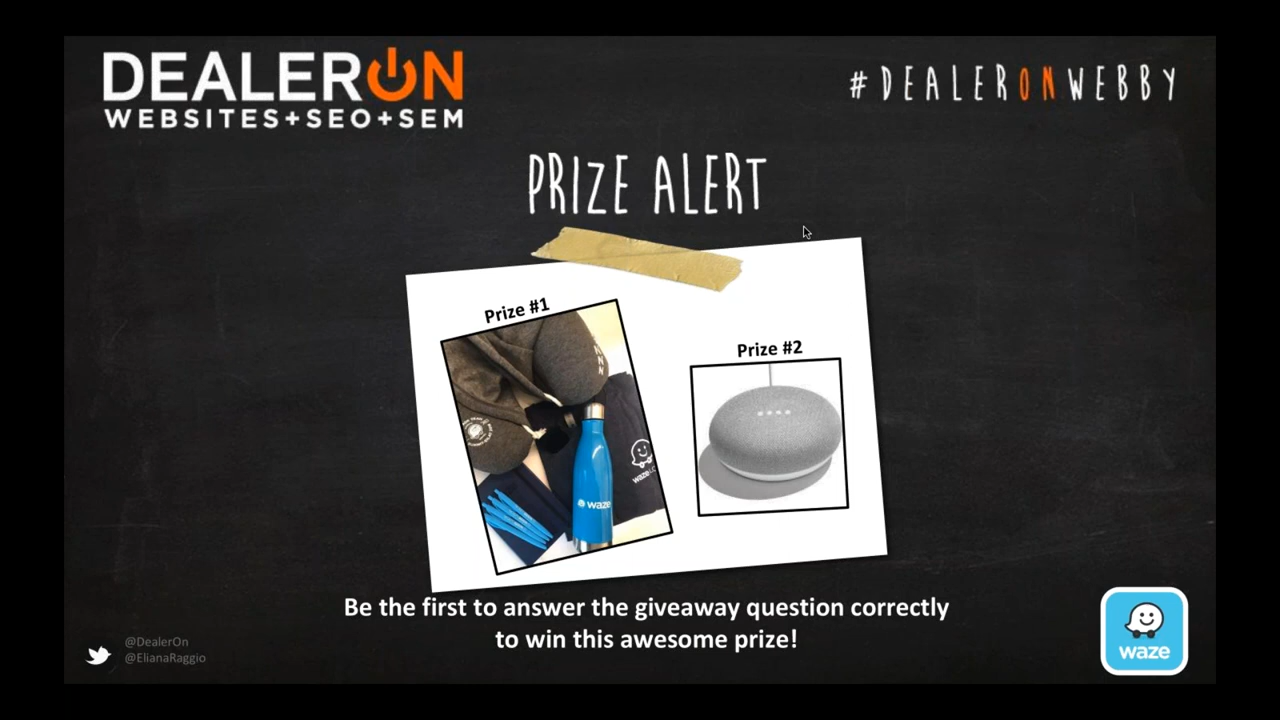 DEALERON
WEBSITES+SEO+SEM
#DEALERONWEBBY
PRIZE ALERT
Prize #1
Prize #2
waze
waze
Be the first to answer the giveaway question correctly
to win this awesome prize!
@DealerOn
@ElianaRaggio
waze